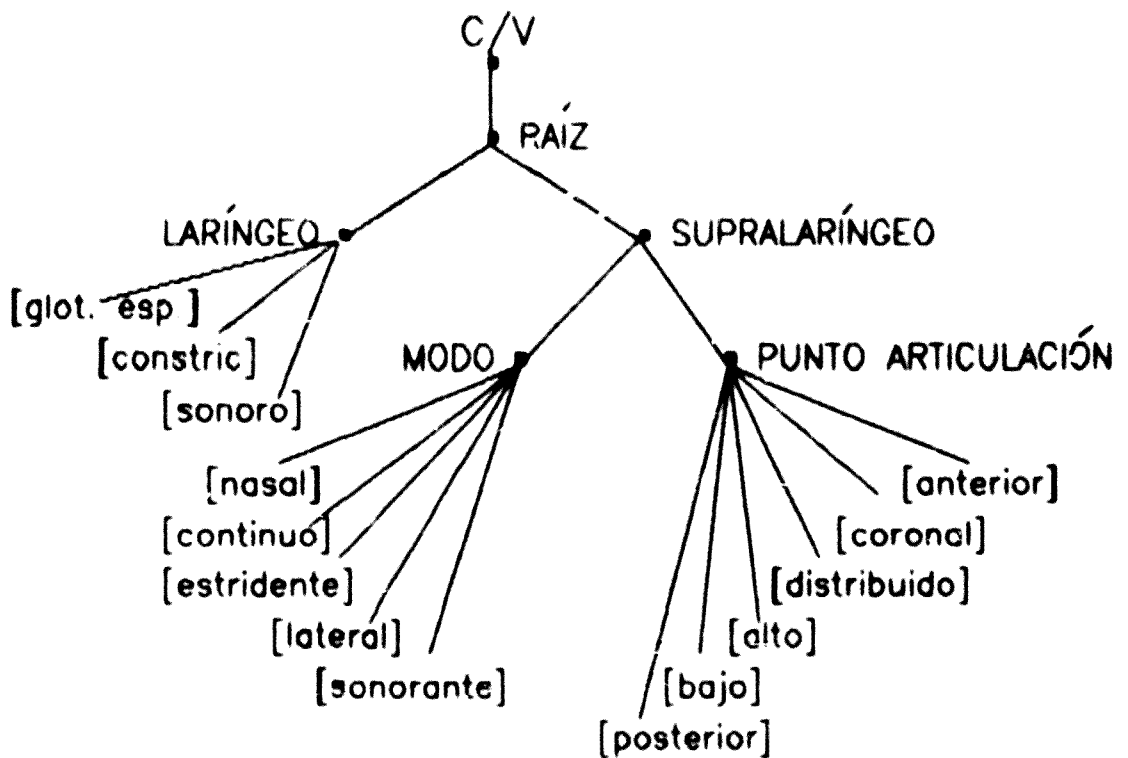 C/V
RAÍZ
LARÍNGEO
SUPRALARÍNGEO
[glot. esp ]
[constric]
MODO
PUNTO ARTICULACIÓN
[sonoro]
[nasal]
[anterior]
[continuo]
[coronal]
[estridente]
[distribuido]
[lateral]
[alto]
[sonorante]
[bajo]
[posterior]